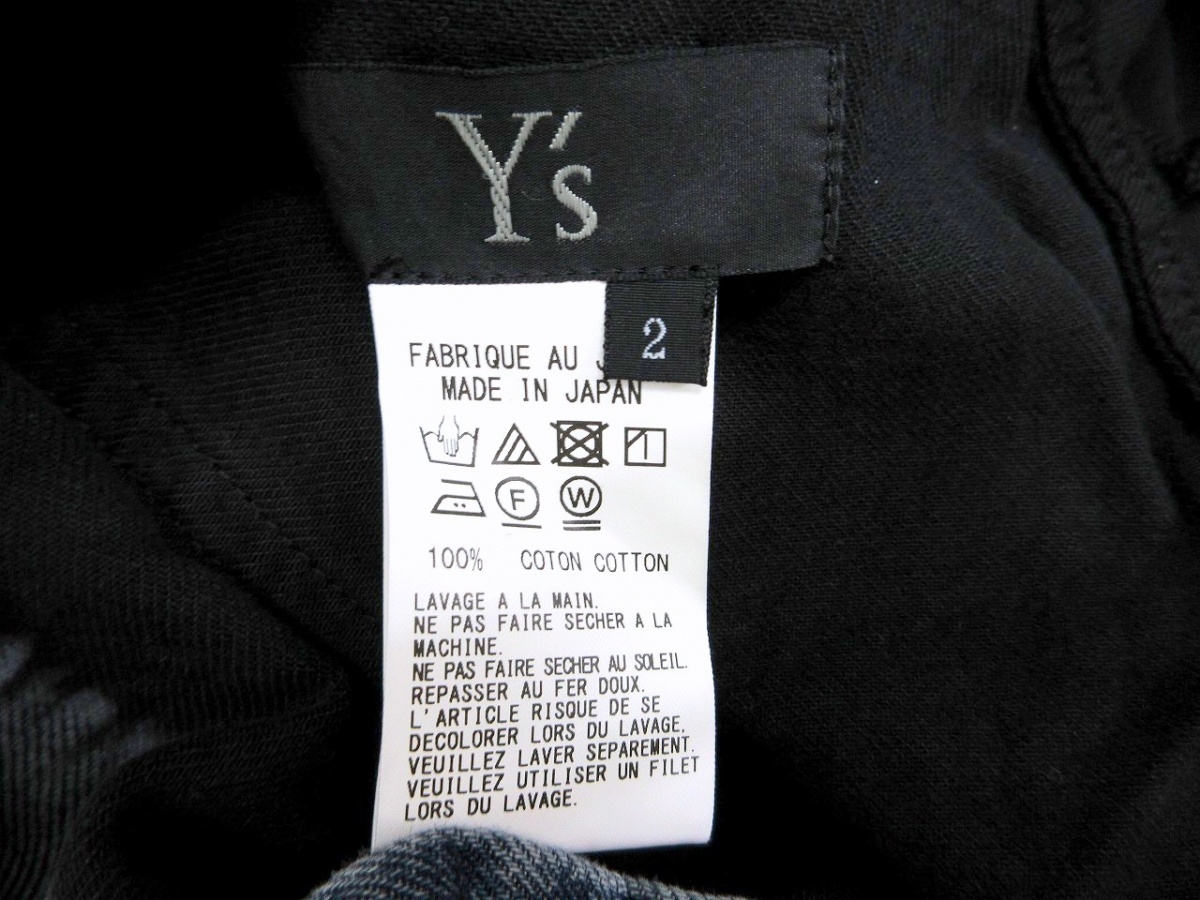 Y's
2
FABRIQUE AU
MADE IN JAPAN
F
W
100% COTON COTTON
LAVAGE A LA MAIN.
NE PAS FAIRE SECHER A LA
MACHINE.
NE PAS FAIRE SECHER AU SOLEIL.
REPASSER AU FER DOUX.
L'ARTICLE RISQUE DE SE
DECOLORER LORS DU LAVAGE.
VEUILLEZ LAVER SEPAREMENT.
VEUILLEZ UTILISER UN FILET
LORS DU LAVAGE.